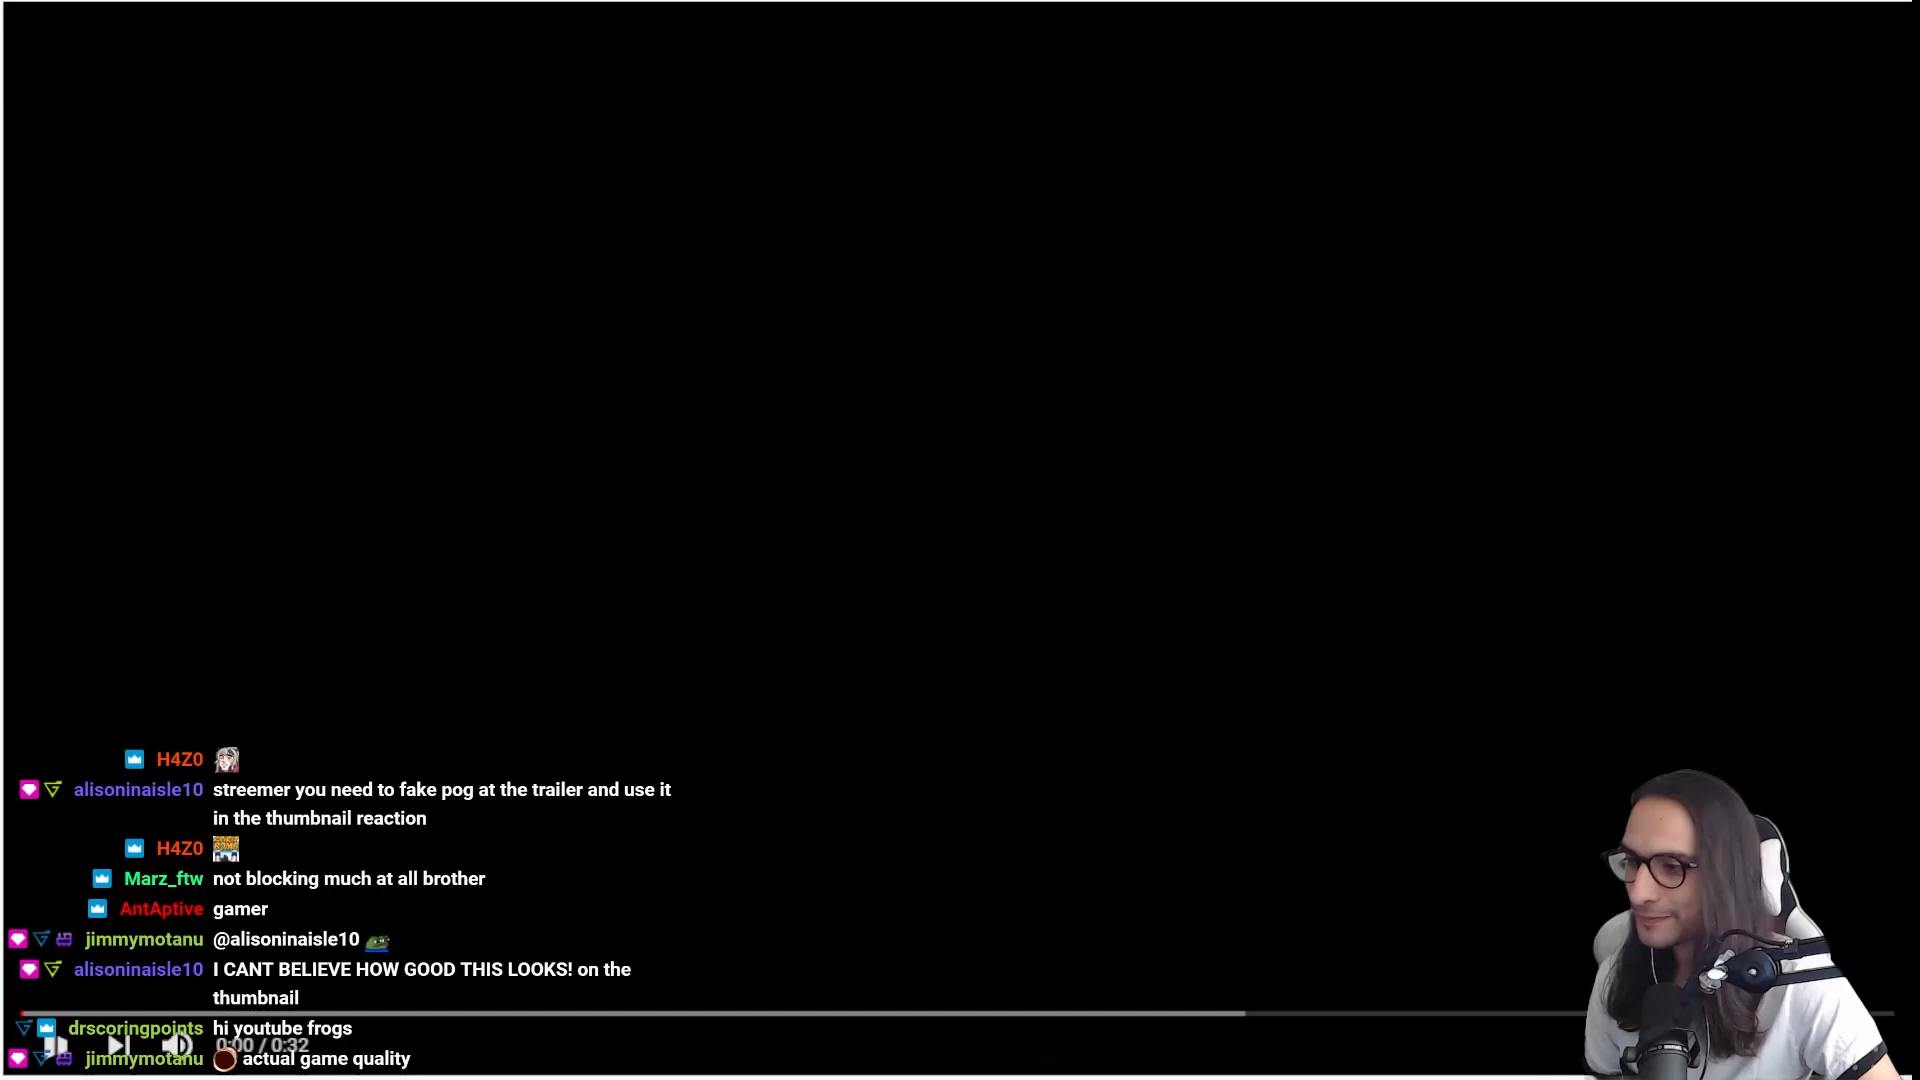 H4Z0
alisoninaisle10 streemer you need to fake pog at the trailer and use it
in the thumbnail reaction
H4Z0
Marz_ftw not blocking much at all brother
AntAptive gamer
jimmymotanu @alisoninaisle10
alisoninaisle10 I CANT BELIEVE HOW GOOD THIS LOOKS! on the
thumbnail
drscoringpoints hi youtube frogs
0:00 / 0:32
jimmymotanu actual game quality